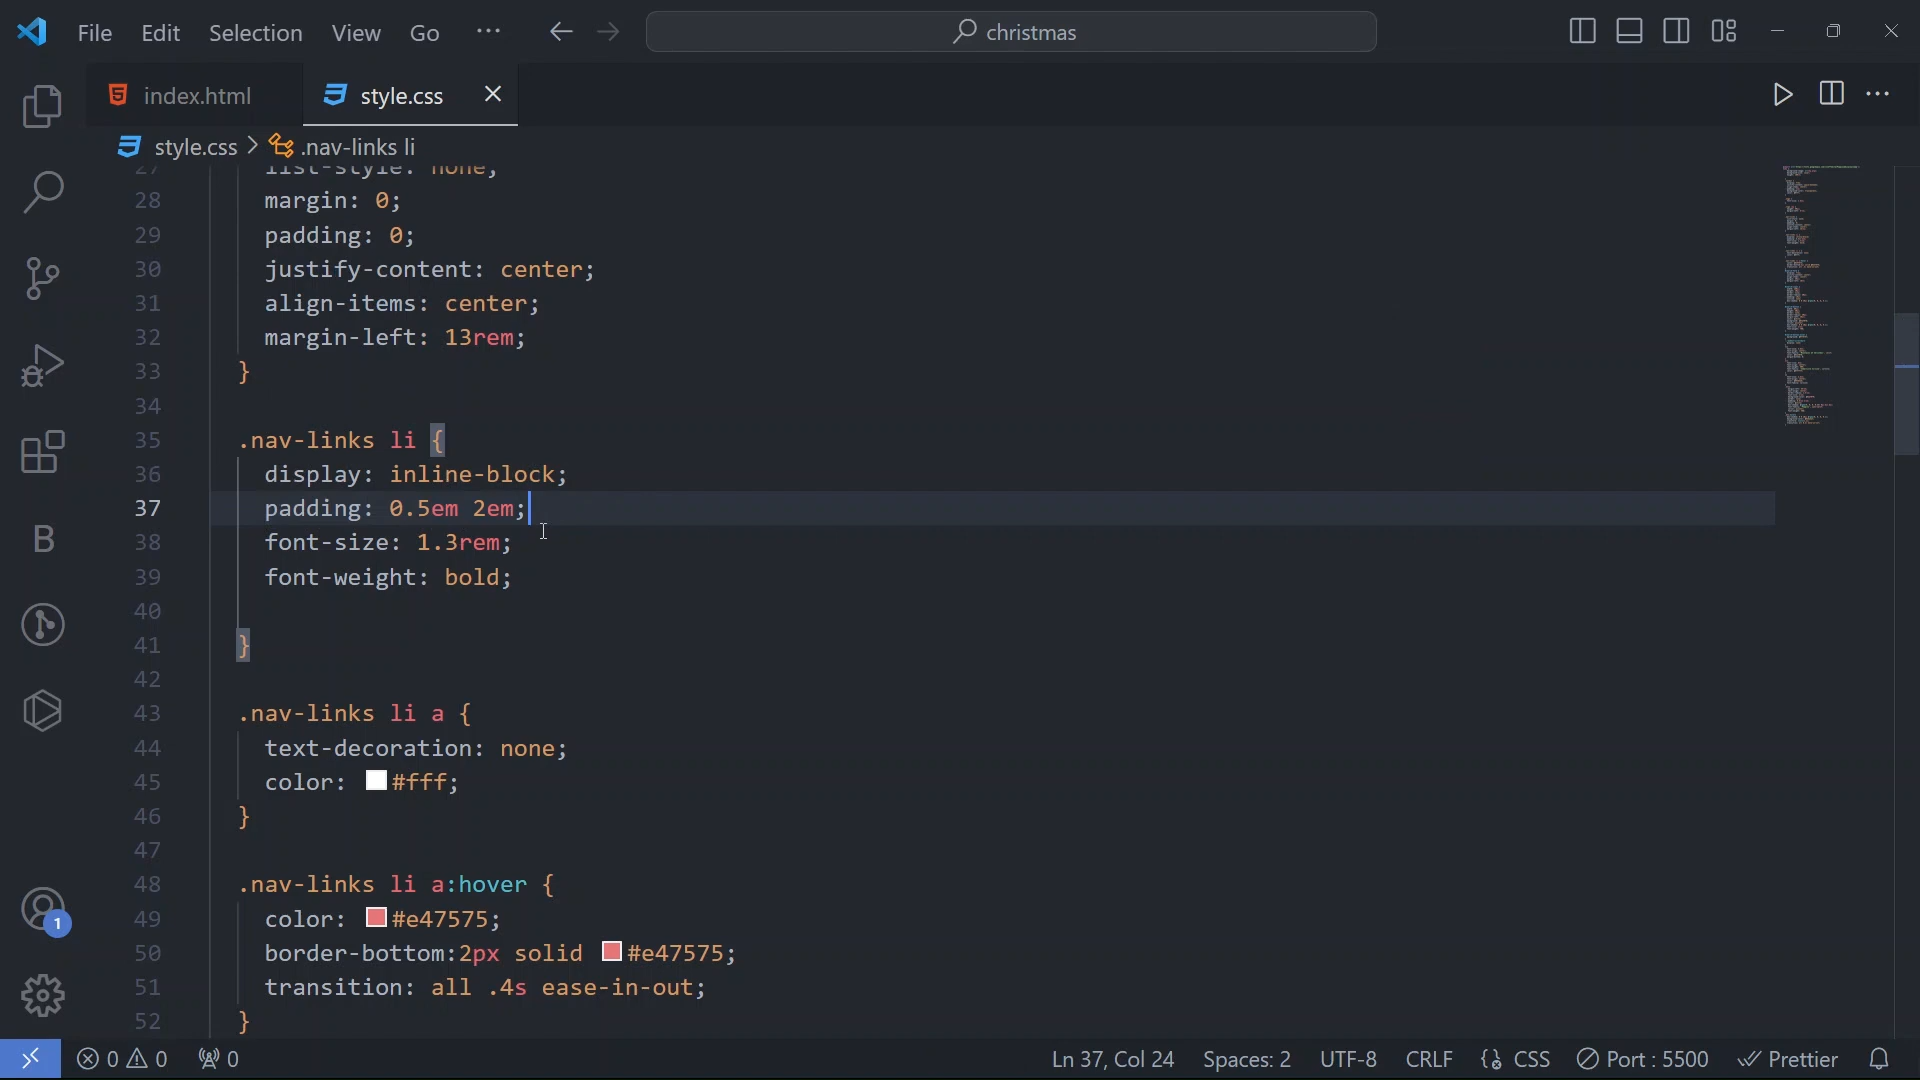 File Edit Selection View Go ··· christmas
index.html style.css
style.css > .nav-links li
27 list-style: none;
28 margin: 0;
29 padding: 0;
30 justify-content: center;
31 align-items: center;
32 margin-left: 13rem;
33 }
34
35 .nav-links li {
36 display: inline-block;
37 padding: 0.5em 2em;
38 font-size: 1.3rem;
39 font-weight: bold;
40
41 }
42
43 .nav-links li a {
44 text-decoration: none;
45 color: #fff;
46 }
47
48 .nav-links li a:hover {
49 color: #e47575;
50 border-bottom:2px solid #e47575;
51 transition: all .4s ease-in-out;
52 }
B
1
0 0 0 Ln 37, Col 24 Spaces: 2 UTF-8 CRLF CSS Port : 5500 Prettier